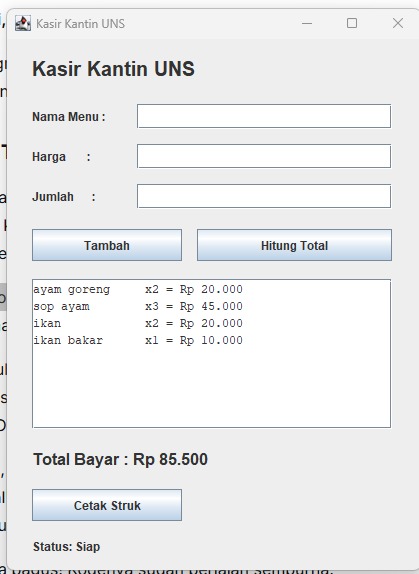 Kasir Kantin UNS
Kasir Kantin UNS
Nama Menu :
Harga :
Jumlah :
Tambah Hitung Total
ayam goreng x2 = Rp 20.000
sop ayam x3 = Rp 45.000
ikan x2 = Rp 20.000
ikan bakar x1 = Rp 10.000
Total Bayar : Rp 85.500
Cetak Struk
Status: Siap